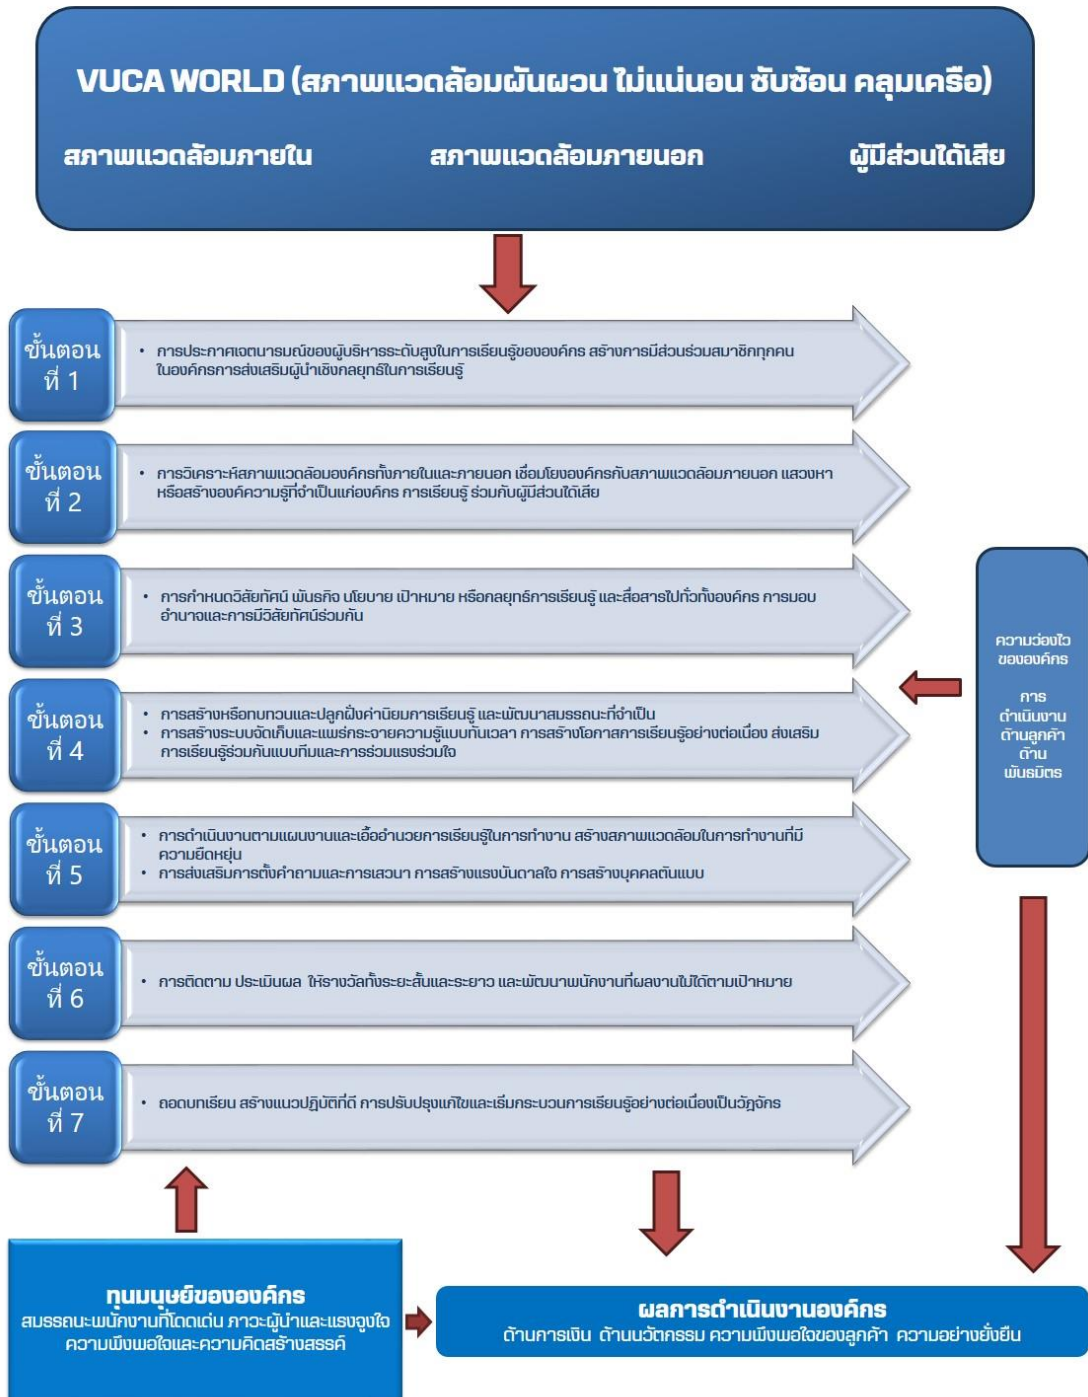 VUCA WORLD (สภาพแวดล้อมผันผวน ไม่แน่นอน ซับซ้อน คลุมเครือ)
สภาพแวดล้อมภายใน สภาพแวดล้อมภายนอก ผู้มีส่วนได้เสีย
ขั้นตอน
ที่ 1
• การประกาศเจตนารมณ์ของผู้บริหารระดับสูงในการเรียนรู้ขององค์กร สร้างการมีส่วนร่วมสมาชิกทุกคน
ในองค์กรการส่งเสริมผู้นำเชิงกลยุทธ์ในการเรียนรู้
ขั้นตอน
ที่ 2
• การวิเคราะห์สภาพแวดล้อมองค์กรทั้งภายในและภายนอก เชื่อมโยงองค์กรกับสภาพแวดล้อมภายนอก แสวงหา
หรือสร้างองค์ความรู้ที่จำเป็นแก่องค์กร การเรียนรู้ ร่วมกับผู้มีส่วนได้เสีย
ขั้นตอน
ที่ 3
• การกำหนดวิสัยทัศน์ พันธกิจ นโยบาย เป้าหมาย หรือกลยุทธ์การเรียนรู้ และสื่อสารไปทั่วทั้งองค์กร การมอบ
อำนาจและการมีวิสัยทัศน์ร่วมกัน
ขั้นตอน
ที่ 4
• การสร้างหรือทบทวนและปลูกฝังค่านิยมการเรียนรู้ และพัฒนาสมรรถนะที่จำเป็น
• การสร้างระบบจัดเก็บและแพร่กระจายความรู้แบบทันเวลา การสร้างโอกาสการเรียนรู้อย่างต่อเนื่อง ส่งเสริม
การเรียนรู้ร่วมกันแบบทีมและการร่วมแรงร่วมใจ
ขั้นตอน
ที่ 5
• การดำเนินงานตามแผนงานและเอื้ออำนวยการเรียนรู้ในการทำงาน สร้างสภาพแวดล้อมในการทำงานที่มี
ความยืดหยุ่น
• การส่งเสริมการตั้งคำถามและการเสวนา การสร้างแรงบันดาลใจ การสร้างบุคคลต้นแบบ
ขั้นตอน
ที่ 6
• การติดตาม ประเมินผล ให้รางวัลทั้งระยะสั้นและระยาว และพัฒนาพนักงานที่ผลงานไม่ได้ตามเป้าหมาย
ขั้นตอน
ที่ 7
• ถอดบทเรียน สร้างแนวปฏิบัติที่ดี การปรับปรุงแก้ไขและเริ่มกระบวนการเรียนรู้อย่างต่อเนื่องเป็นวัฎจักร
ความว่องไว
ขององค์กร
การ
ดำเนินงาน
ด้านลูกค้า
ด้าน
พันธมิตร
ทุนมนุษย์ขององค์กร
สมรรถนะพนักงานที่โดดเด่น ภาวะผู้นำและแรงจูงใจ
ความพึงพอใจและความคิดสร้างสรรค์
ผลการดำเนินงานองค์กร
ด้านการเงิน ด้านนวัตกรรม ความพึงพอใจของลูกค้า ความอย่างยั่งยืน